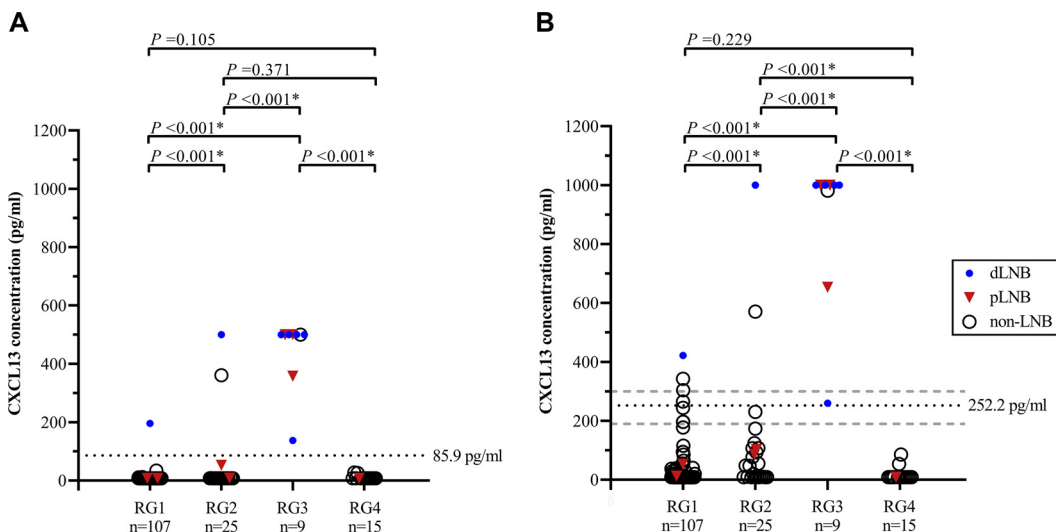 A
P =0.105
P =0.371
P <0.001*
P <0.001*
P <0.001*
P <0.001*
CXCL13 concentration (pg/ml)
1200
1000
800
600
400
200
0
85.9 pg/ml
RG1 RG2 RG3 RG4
n=107 n=25 n=9 n=15
B
P =0.229
P <0.001*
P <0.001*
P <0.001*
P <0.001*
P <0.001*
CXCL13 concentration (pg/ml)
1200
1000
800
600
400
200
0
252.2 pg/ml
RG1 RG2 RG3 RG4
n=107 n=25 n=9 n=15
dLNB
pLNB
non-LNB